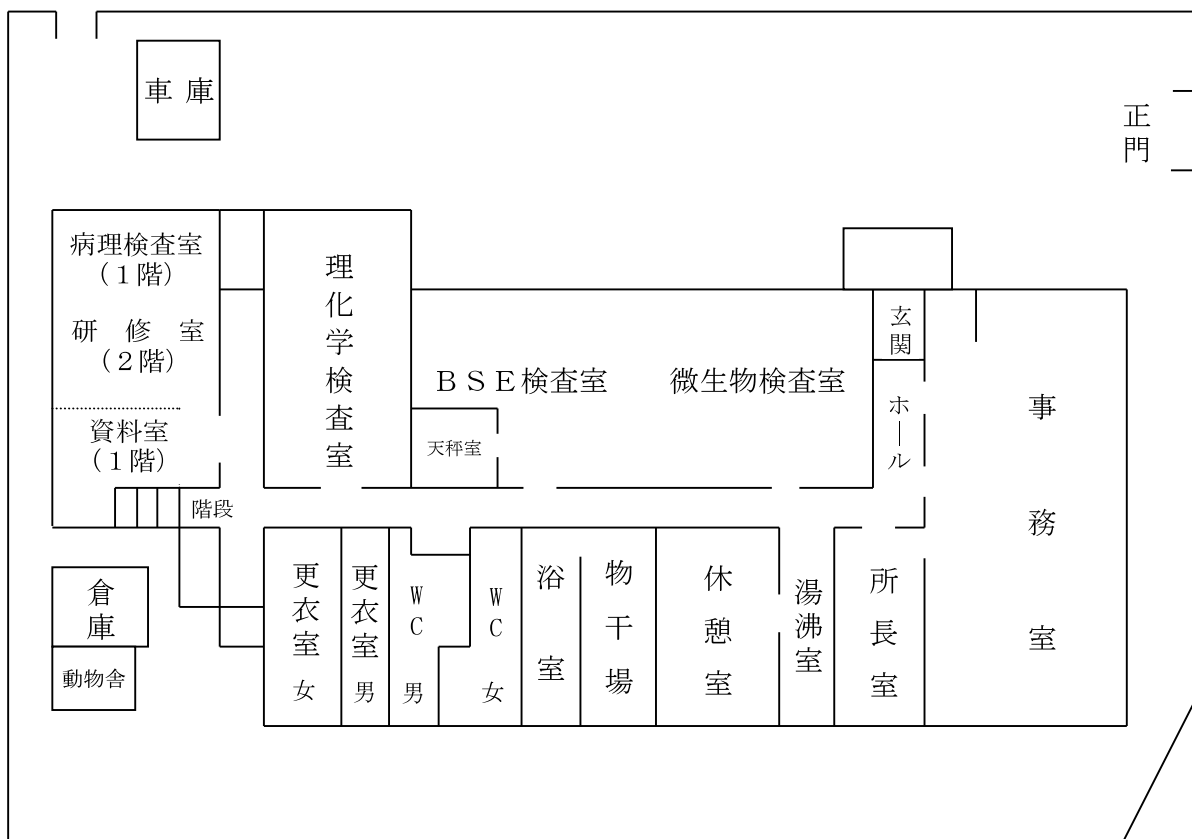 車 庫
正門
病理検査室
(1階)
研 修 室
(2階)
資料室
(1階)
階段
理化学検査室
BSE検査室
微生物検査室
天秤室
玄関
ホール
事務室
倉庫
動物舎
更衣室 女
更衣室 男
WC 男
WC 女
浴室
物干場
休憩室
湯沸室
所長室